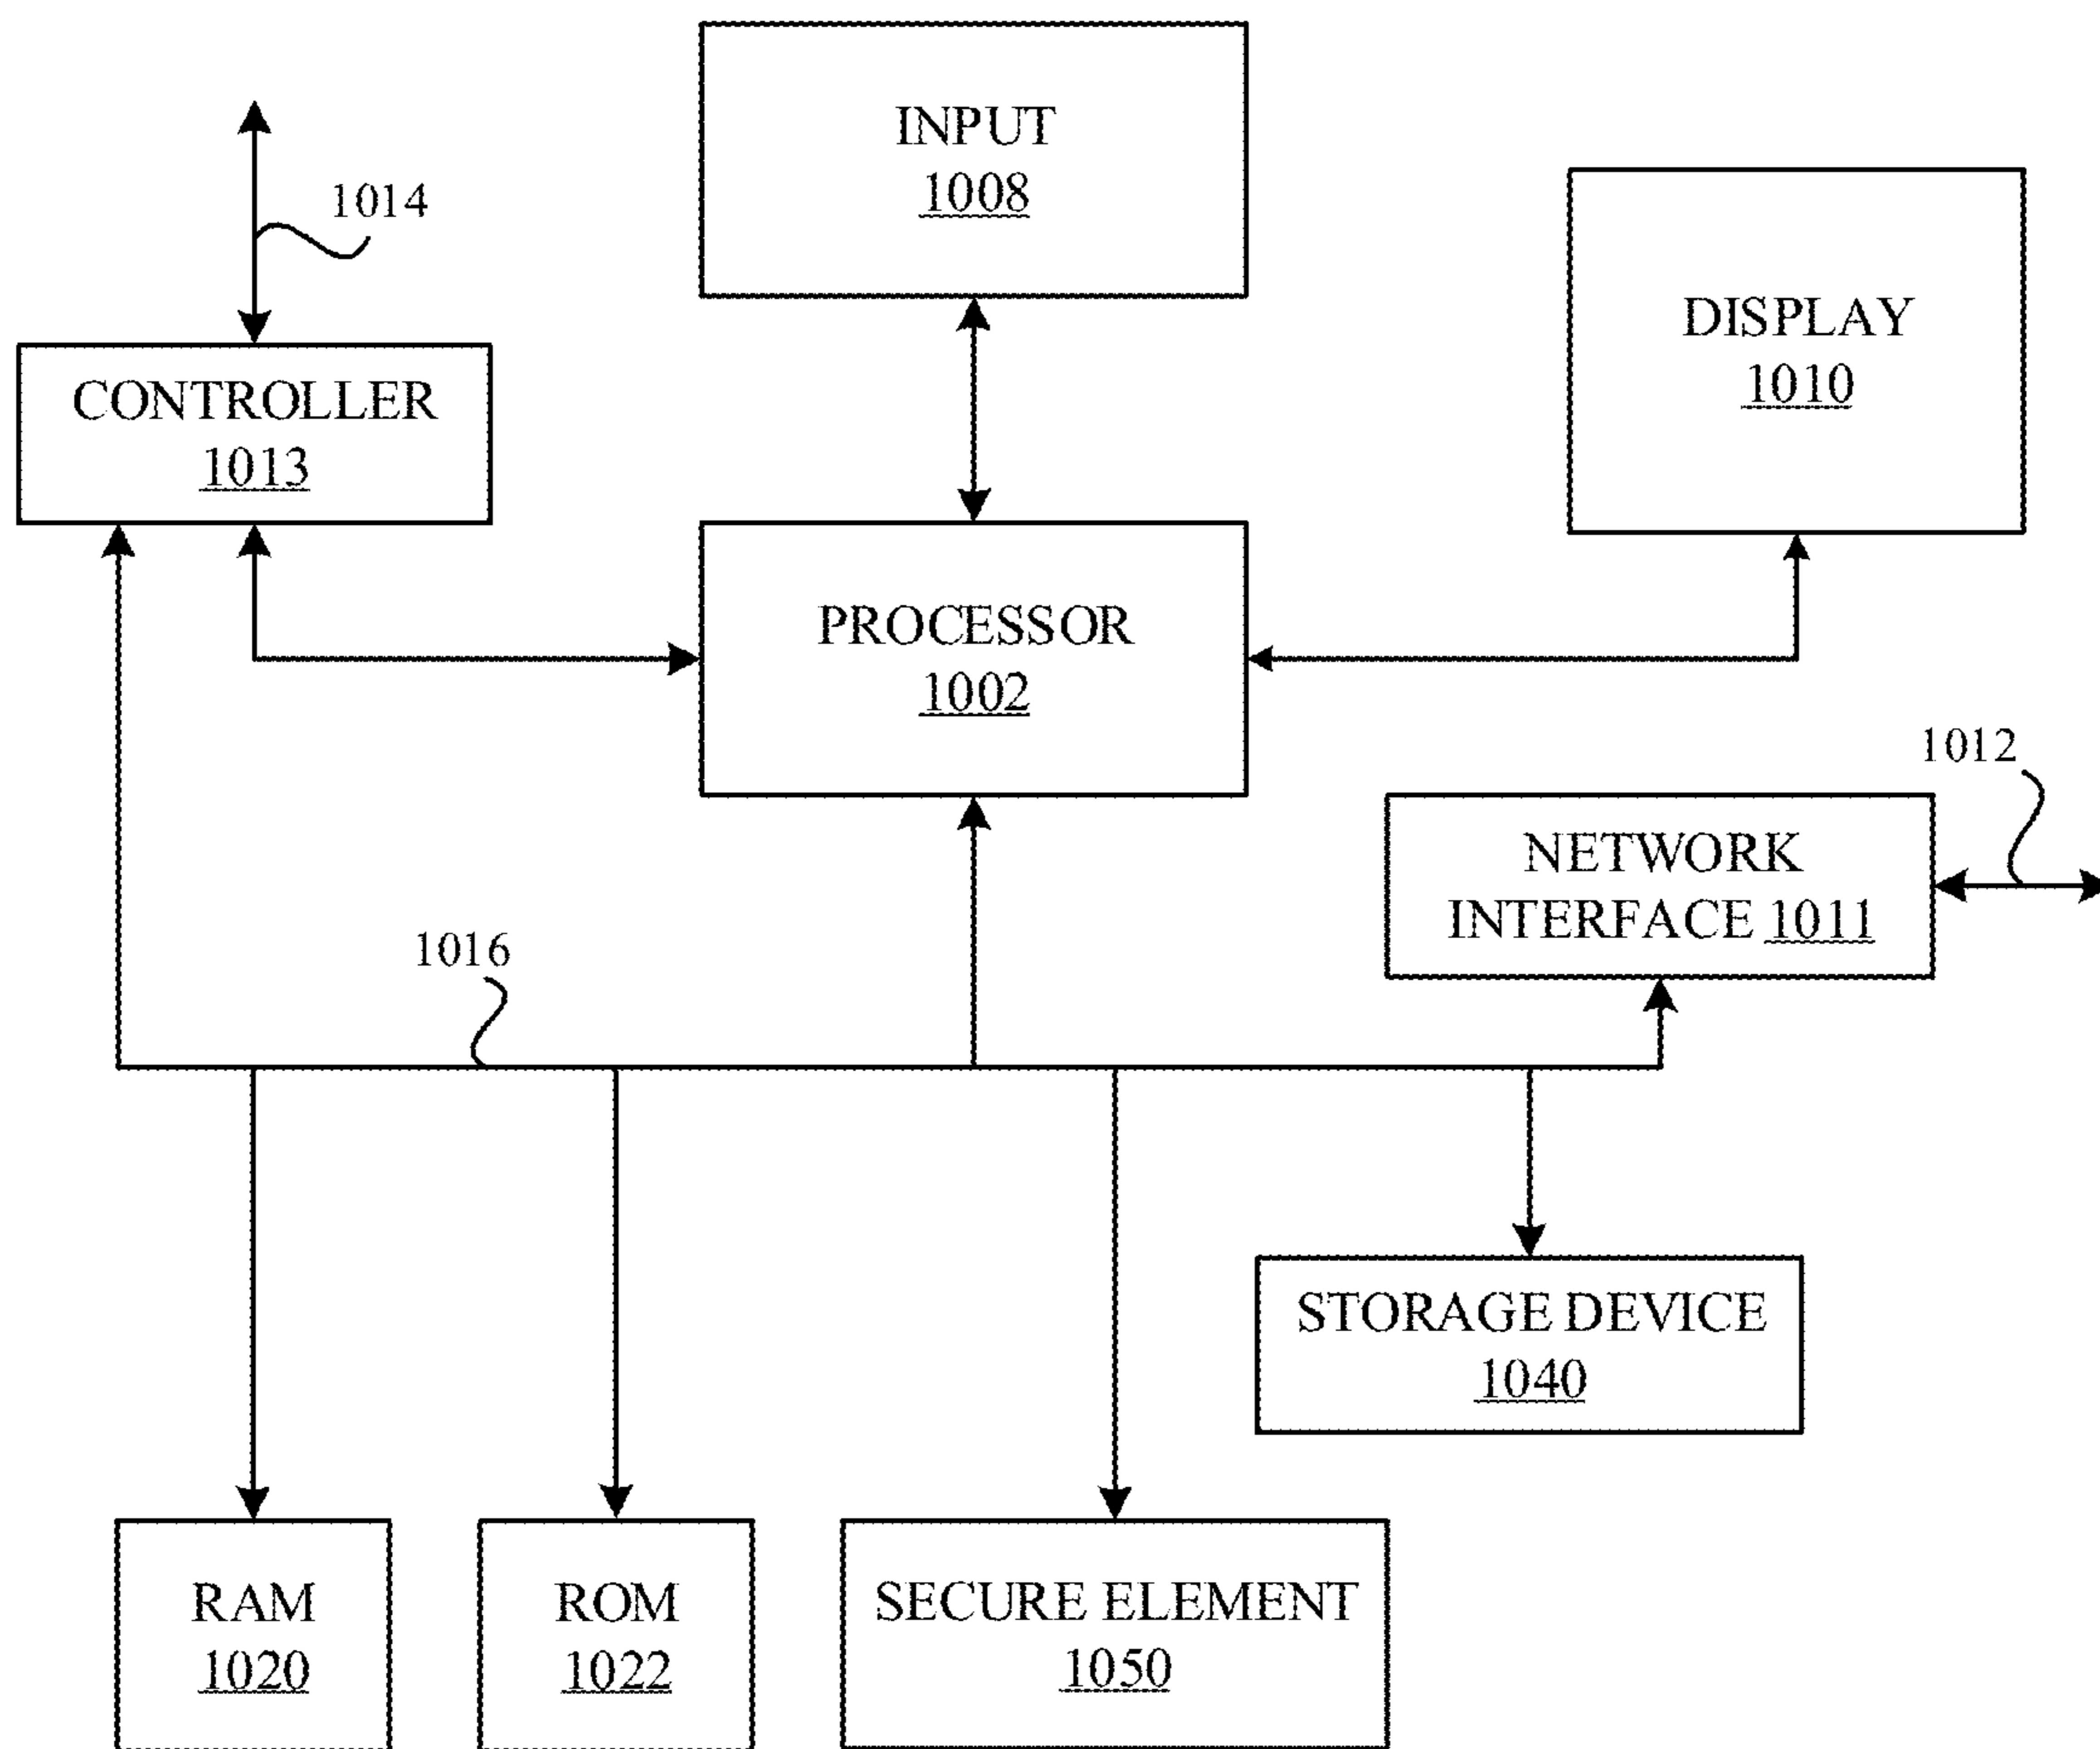 INPUT
1008
1014
DISPLAY
1010
CONTROLLER
1013
PROCESSOR
1002
1012
NETWORK
INTERFACE 1011
1016
STORAGE DEVICE
1040
RAM
1020
ROM
1022
SECURE ELEMENT
1050